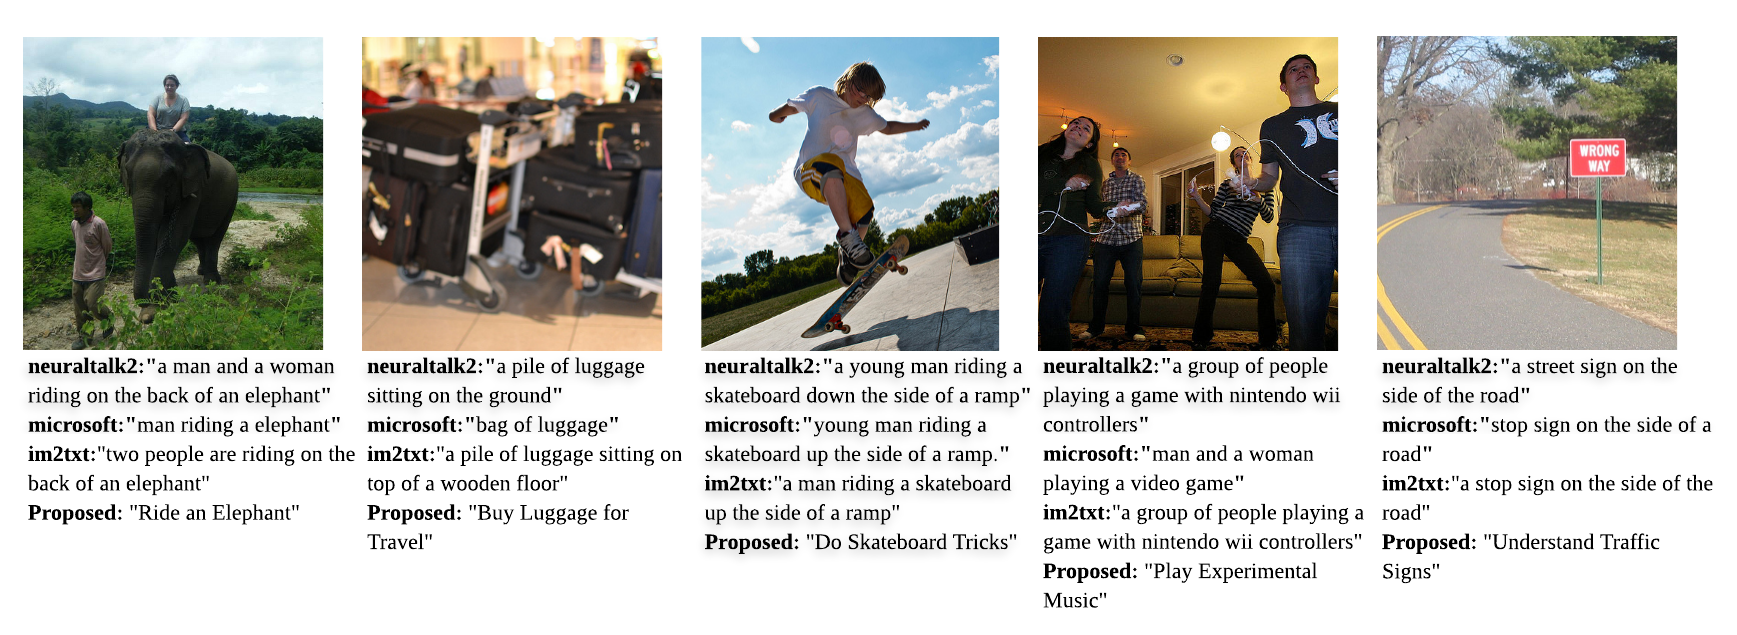 WRONG
WAY
neuraltalk2:"a man and a woman
riding on the back of an elephant"
microsoft:"man riding a elephant"
im2txt:"two people are riding on the
back of an elephant"
Proposed: "Ride an Elephant"
neuraltalk2:"a pile of luggage
sitting on the ground"
microsoft:"bag of luggage"
im2txt:"a pile of luggage sitting on
top of a wooden floor"
Proposed: "Buy Luggage for
Travel"
neuraltalk2:"a young man riding a
skateboard down the side of a ramp"
microsoft:"young man riding a
skateboard up the side of a ramp."
im2txt:"a man riding a skateboard
up the side of a ramp"
Proposed: "Do Skateboard Tricks"
neuraltalk2:"a group of people
playing a game with nintendo wii
controllers"
microsoft:"man and a woman
playing a video game"
im2txt:"a group of people playing a
game with nintendo wii controllers"
Proposed: "Play Experimental
Music"
neuraltalk2:"a street sign on the
side of the road"
microsoft:"stop sign on the side of a
road"
im2txt:"a stop sign on the side of the
road"
Proposed: "Understand Traffic
Signs"